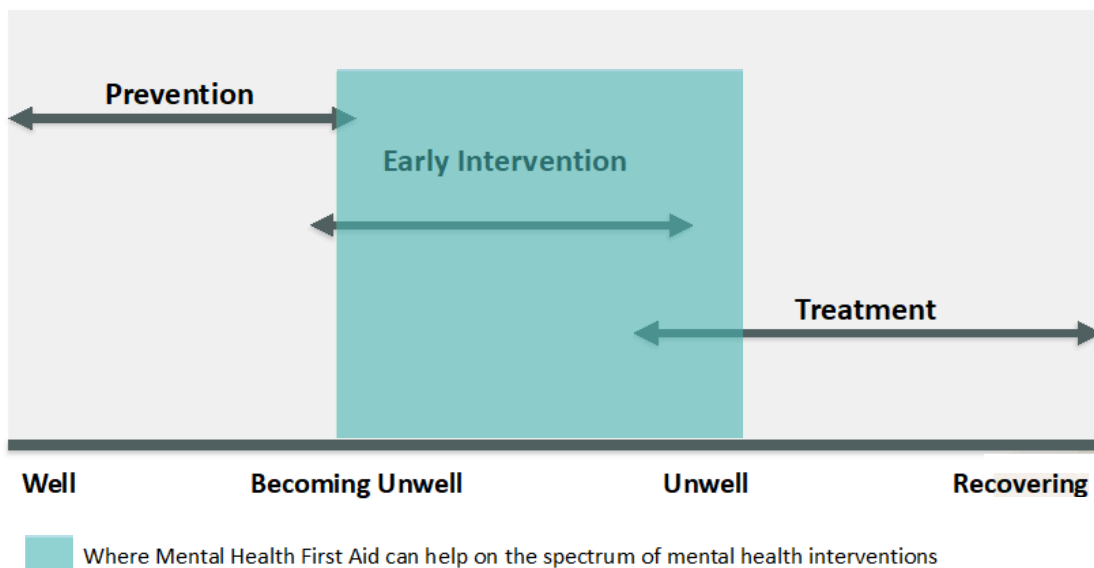 Prevention
Early Intervention
Treatment
Well Becoming Unwell Unwell Recovering
Where Mental Health First Aid can help on the spectrum of mental health interventions